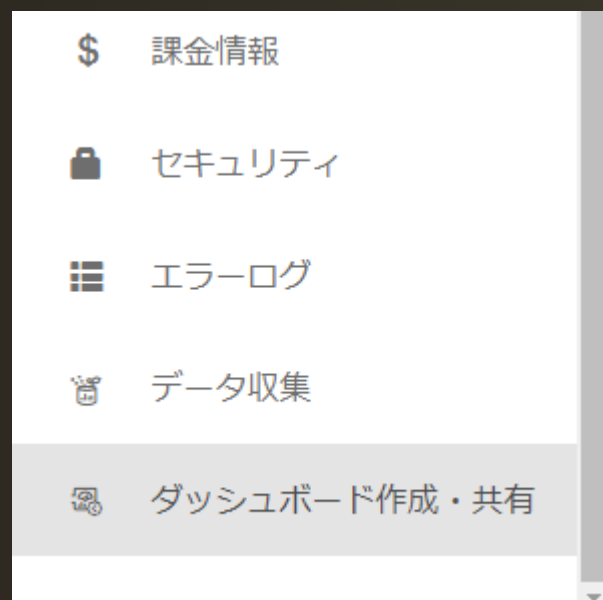 課金情報
セキュリティ
エラーログ
データ収集
ダッシュボード作成・共有